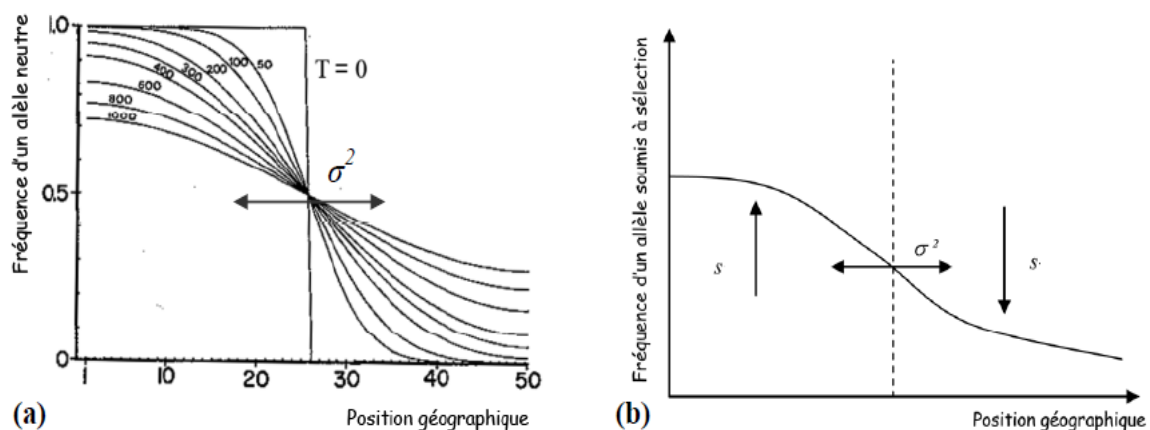 Fréquence d'un alèle neutre
1.0
0.5
0
1
10
20
30
40
50
T = 0
50
100
200
300
400
600
800
1000
σ²
(a)
Position géographique
Fréquence d'un allèle soumis à sélection
s
σ²
s.
(b)
Position géographique